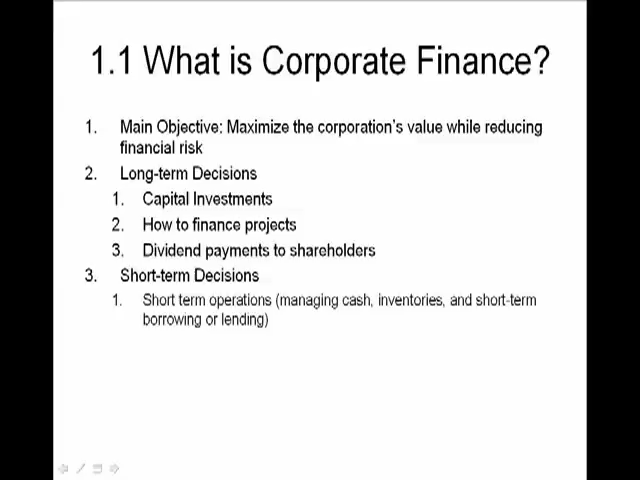 1.1 What is Corporate Finance?
1. Main Objective: Maximize the corporation's value while reducing
financial risk
2. Long-term Decisions
1. Capital Investments
2. How to finance projects
3. Dividend payments to shareholders
3. Short-term Decisions
1. Short term operations (managing cash, inventories, and short-term
borrowing or lending)